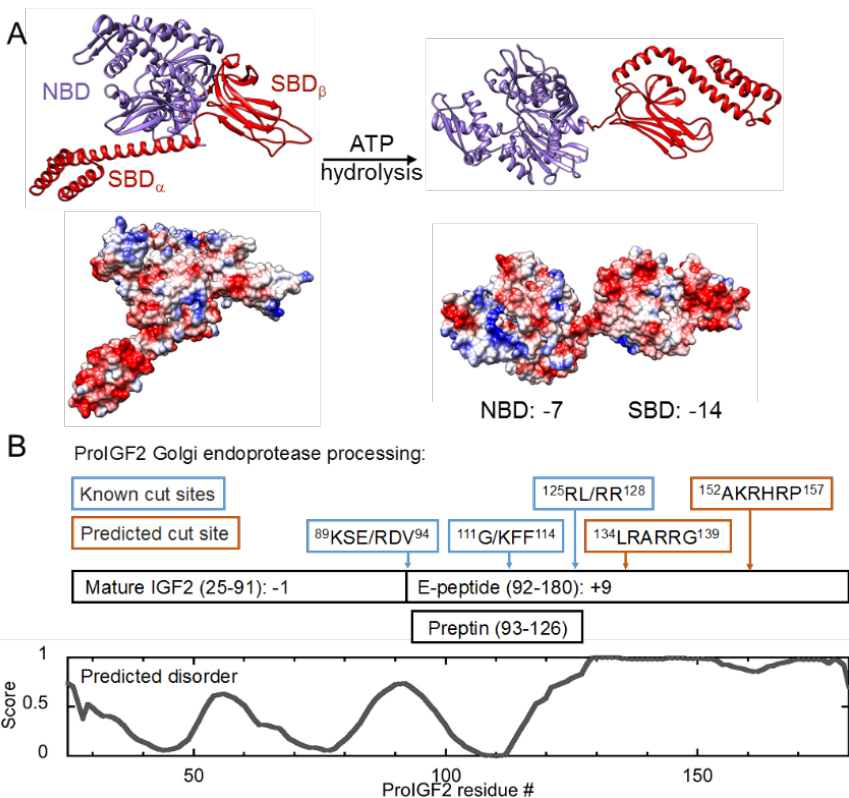 A
NBD
SBDβ
SBDα
ATP
hydrolysis
NBD: -7
SBD: -14
B
ProIGF2 Golgi endoprotease processing:
Known cut sites
Predicted cut site
¹²⁵RL/RR¹²⁸
¹⁵²AKRHRP¹⁵⁷
⁸⁹KSE/RDV⁹⁴
¹¹¹G/KFF¹¹⁴
¹³⁴LRARRG¹³⁹
Mature IGF2 (25-91): -1
E-peptide (92-180): +9
Preptin (93-126)
Predicted disorder
Score
1
0.5
0
50
100
150
ProIGF2 residue #